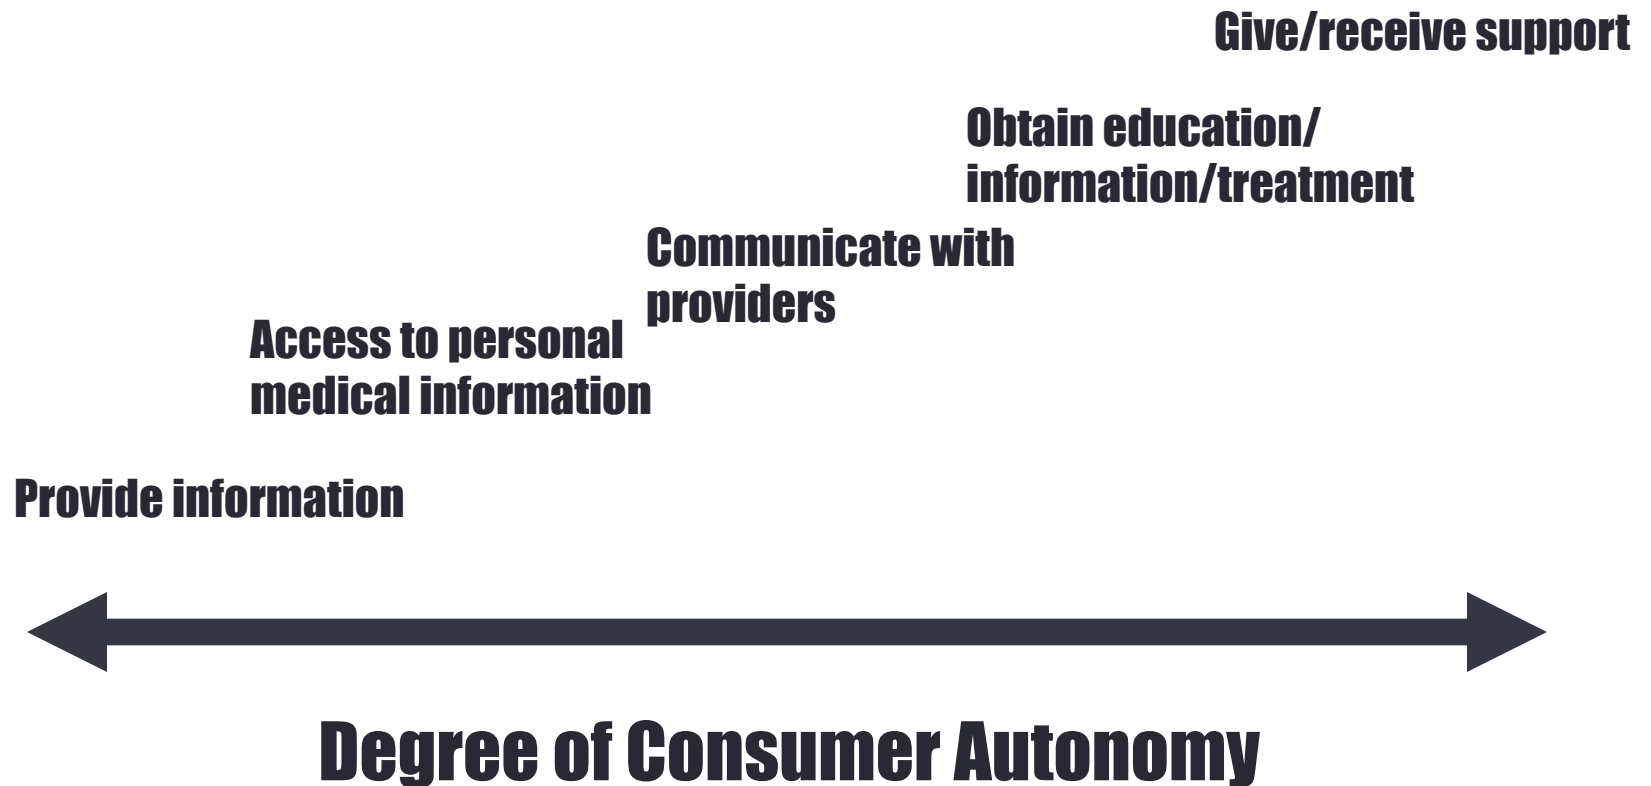 Give/receive support
Obtain education/
information/treatment
Communicate with
providers
Access to personal
medical information
Provide information
Degree of Consumer Autonomy